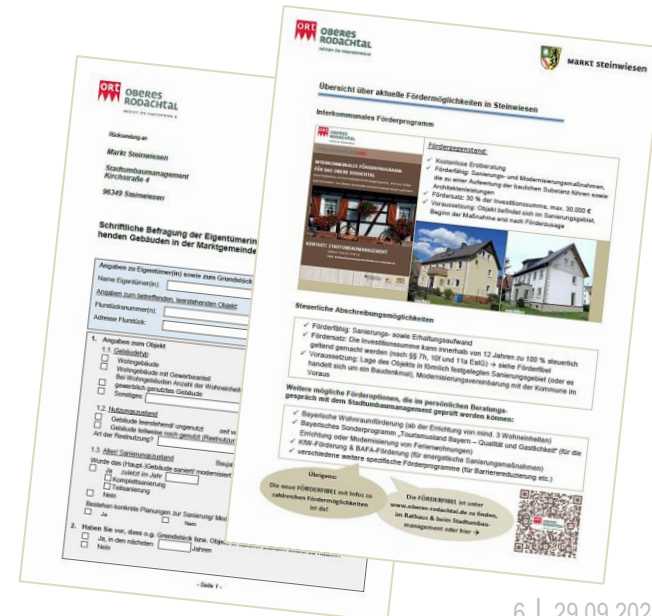 ORT OBERES
RODACHTAL
Rücksendung an
Markt Steinwiesen
Stadtumbaumanagement
Kirchstraße 4
96349 Steinwiesen
Schriftliche Befragung der Eigentümerin
henden Gebäuden in der Marktgemeinde
Angaben zu Eigentümer(in) sowie zum Grundstück
Name Eigentümer(in):
Angaben zum betreffenden, leerstehenden Objekt:
Flurstücksnummer(n):
Adresse Flurstück:
1. Angaben zum Objekt
1.1. Gebäudetyp
Wohngebäude
Wohngebäude mit Gewerbeanteil
Bei Wohngebäuden Anzahl der Wohneinheit
gewerblich genutztes Gebäude
Sonstiges:
1.2. Nutzungszustand
Gebäude leerstehend/ ungenutzt seit w
Gebäude teilweise noch genutzt (Restnutzun
Art der Restnutzung?
1.3. Alter/ Sanierungszustand Baujah
Wurde das (Haupt-)Gebäude saniert/ modernisiert
Ja zuletzt im Jahr
Komplettsanierung
Teilsanierung
Nein
Bestehen konkrete Planungen zur Sanierung/ Mod
Ja Nein
2. Haben Sie vor, dass o.g. Grundstück bzw. Objek
Ja, in den nächsten Jahren
Nein
- Seite 1 -
ORT OBERES
RODACHTAL
MARKT STEINWIESEN
Übersicht über aktuelle Fördermöglichkeiten in Steinwiesen
Interkommunales Förderprogramm
INTERKOMMUNALES FÖRDERPROGRAMM
FÜR DAS OBERE RODACHTAL
KONTAKT: STADTUMBAUMANAGEMENT
Fördergegenstand:
✓ Kostenlose Erstberatung
✓ Förderfähig: Sanierungs- und Modernisierungsmaßnahmen,
die zu einer Aufwertung der baulichen Substanz führen sowie
Architektenleistungen
✓ Fördersatz: 30 % der Investitionssumme, max. 30.000 €
✓ Voraussetzung: Objekt befindet sich im Sanierungsgebiet,
Beginn der Maßnahme erst nach Förderzusage
Steuerliche Abschreibungsmöglichkeiten
✓ Förderfähig: Sanierungs- sowie Erhaltungsaufwand
✓ Fördersatz: Die Investitionssumme kann innerhalb von 12 Jahren zu 100 % steuerlich
geltend gemacht werden (nach §§ 7h, 10f und 11a EstG) → siehe Förderfibel
✓ Voraussetzung: Lage des Objekts in förmlich festgelegten Sanierungsgebiet (oder es
handelt sich um ein Baudenkmal), Modernisierungsvereinbarung mit der Kommune im
Voraus
Weitere mögliche Förderoptionen, die im persönlichen Beratungs-
gespräch mit dem Stadtumbaumanagement geprüft werden können:
✓ Bayerische Wohnraumförderung (ab der Errichtung von mind. 3 Wohneinheiten)
✓ Bayerisches Sonderprogramm „Tourismusland Bayern – Qualität und Gastlichkeit“ (für die
Errichtung oder Modernisierung von Ferienwohnungen)
✓ KfW-Förderung & BAFA-Förderung (für energetische Sanierungsmaßnahmen)
✓ verschiedene weitere spezifische Förderprogramme (für Barrierereduzierung etc.)
Übrigens:
Die neue FÖRDERFIBEL mit Infos zu
zahlreichen Fördermöglichkeiten
ist da!
Die FÖRDERFIBEL ist unter
www.oberes-rodachtal.de zu finden,
im Rathaus & beim Stadtumbau-
management oder hier →
6 | 29.09.202